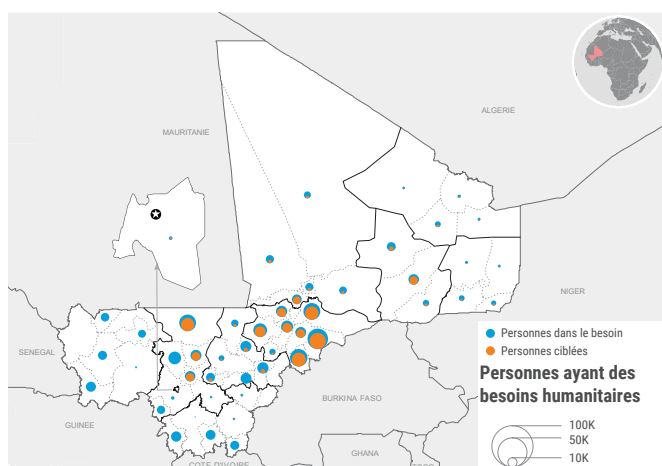 ALGERIE
MAURITANIE
NIGER
SENEGAL
BURKINA FASO
GUINEE
GHANA
COTE D'IVOIRE
TOGO
Personnes dans le besoin
Personnes ciblées
Personnes ayant des
besoins humanitaires
100K
50K
10K